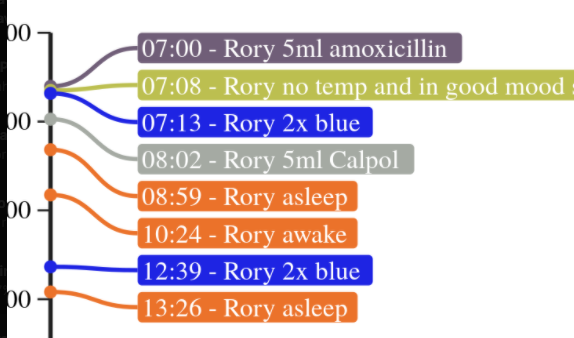 00
07:00 - Rory 5ml amoxicillin
07:08 - Rory no temp and in good mood
00
07:13 - Rory 2x blue
08:02 - Rory 5ml Calpol
08:59 - Rory asleep
00
10:24 - Rory awake
12:39 - Rory 2x blue
00
13:26 - Rory asleep